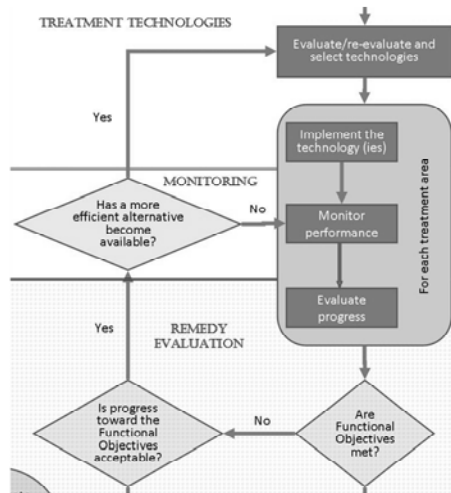 TREATMENT TECHNOLOGIES
Evaluate/re-evaluate and
select technologies
Yes
Implement the
technology (ies)
MONITORING
Has a more
efficient alternative
become
available?
No
Monitor
performance
For each treatment area
Evaluate
progress
Yes
REMEDY
EVALUATION
Is progress
toward the
Functional
Objectives
acceptable?
No
Are
Functional
Objectives
met?